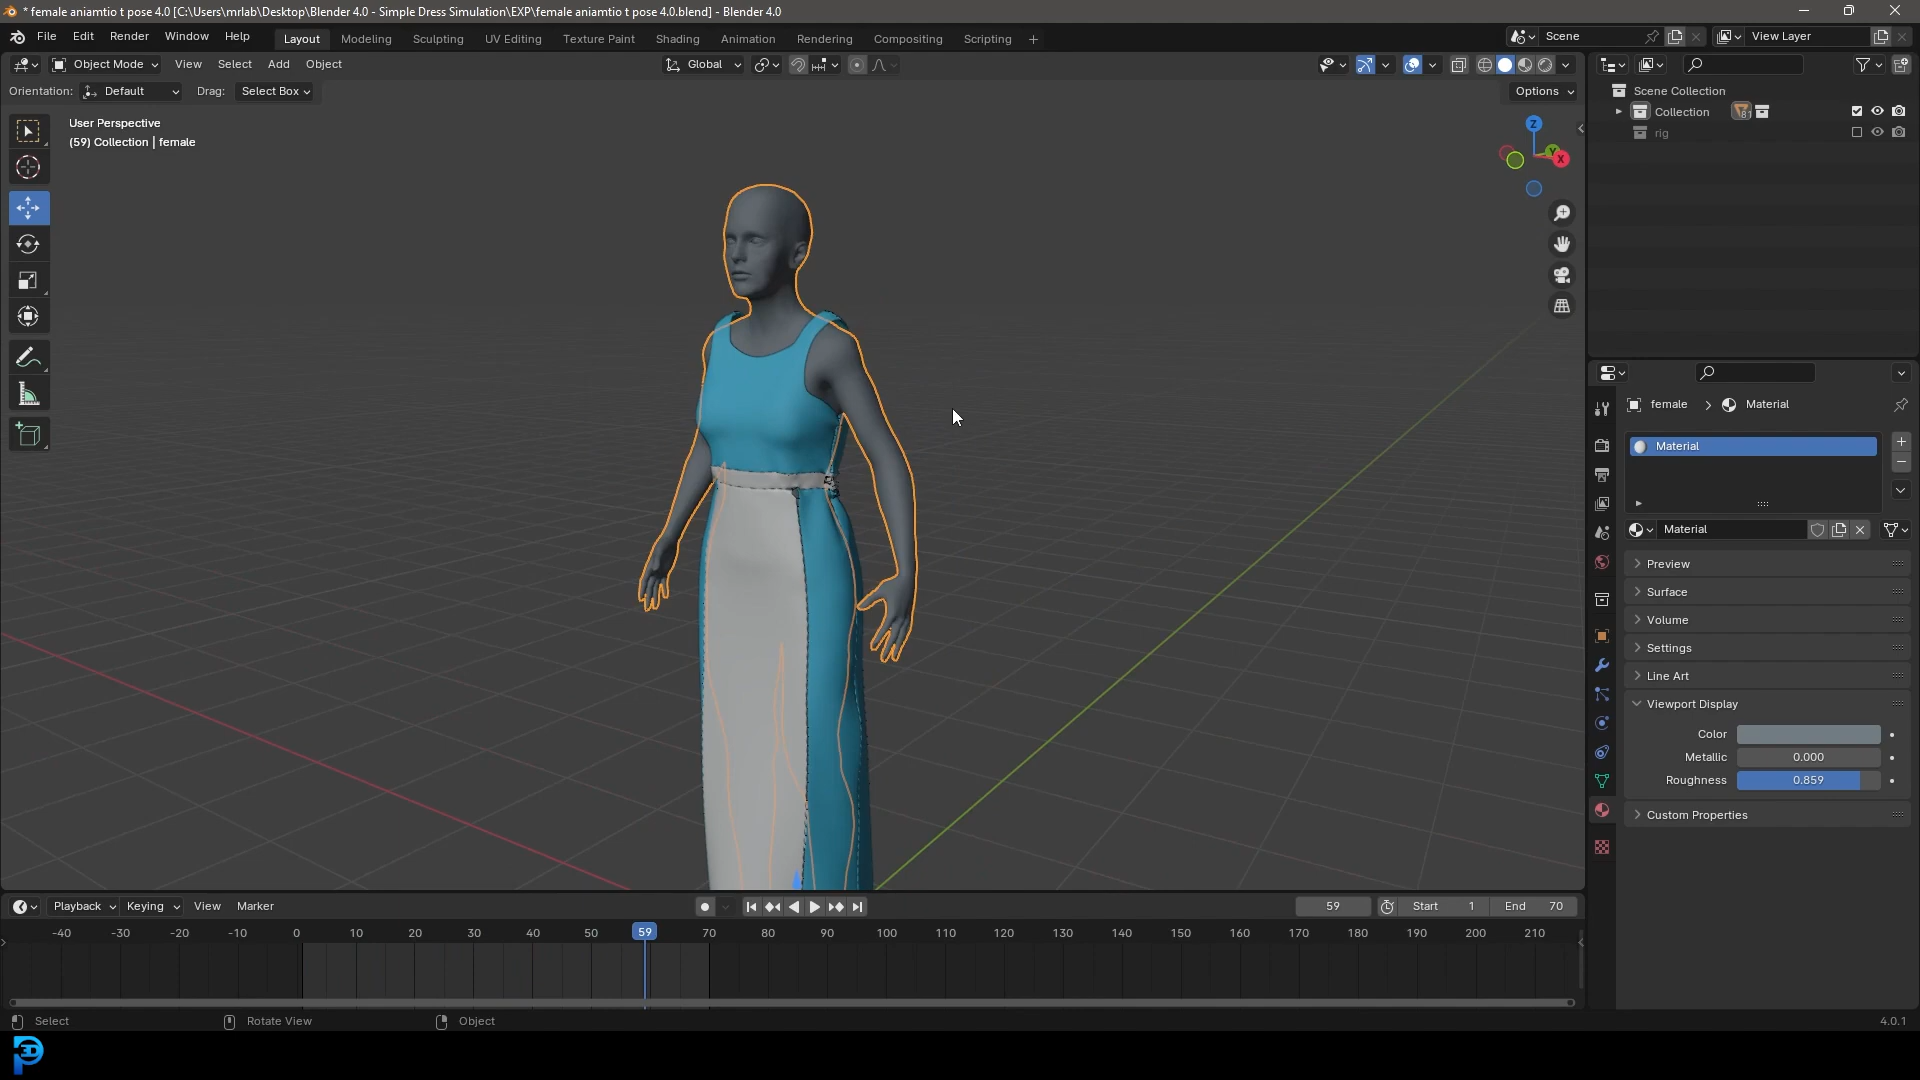 * female aniamtio t pose 4.0 [C:\Users\mrlab\Desktop\Blender 4.0 - Simple Dress Simulation\EXP\female aniamtio t pose 4.0.blend] - Blender 4.0
File Edit Render Window Help Layout Modeling Sculpting UV Editing Texture Paint Shading Animation Rendering Compositing Scripting + Scene View Layer
Object Mode View Select Add Object Global
Orientation: Default Drag: Select Box Options
User Perspective
(59) Collection | female
Z
Y
X
Scene Collection
Collection 81
rig
female > Material
Material
Material
Preview
Surface
Volume
Settings
Line Art
Viewport Display
Color
Metallic 0.000
Roughness 0.859
Custom Properties
Playback Keying View Marker 59 Start 1 End 70
-40 -30 -20 -10 0 10 20 30 40 50 59 70 80 90 100 110 120 130 140 150 160 170 180 190 200 210
Select Rotate View Object 4.0.1
P3D